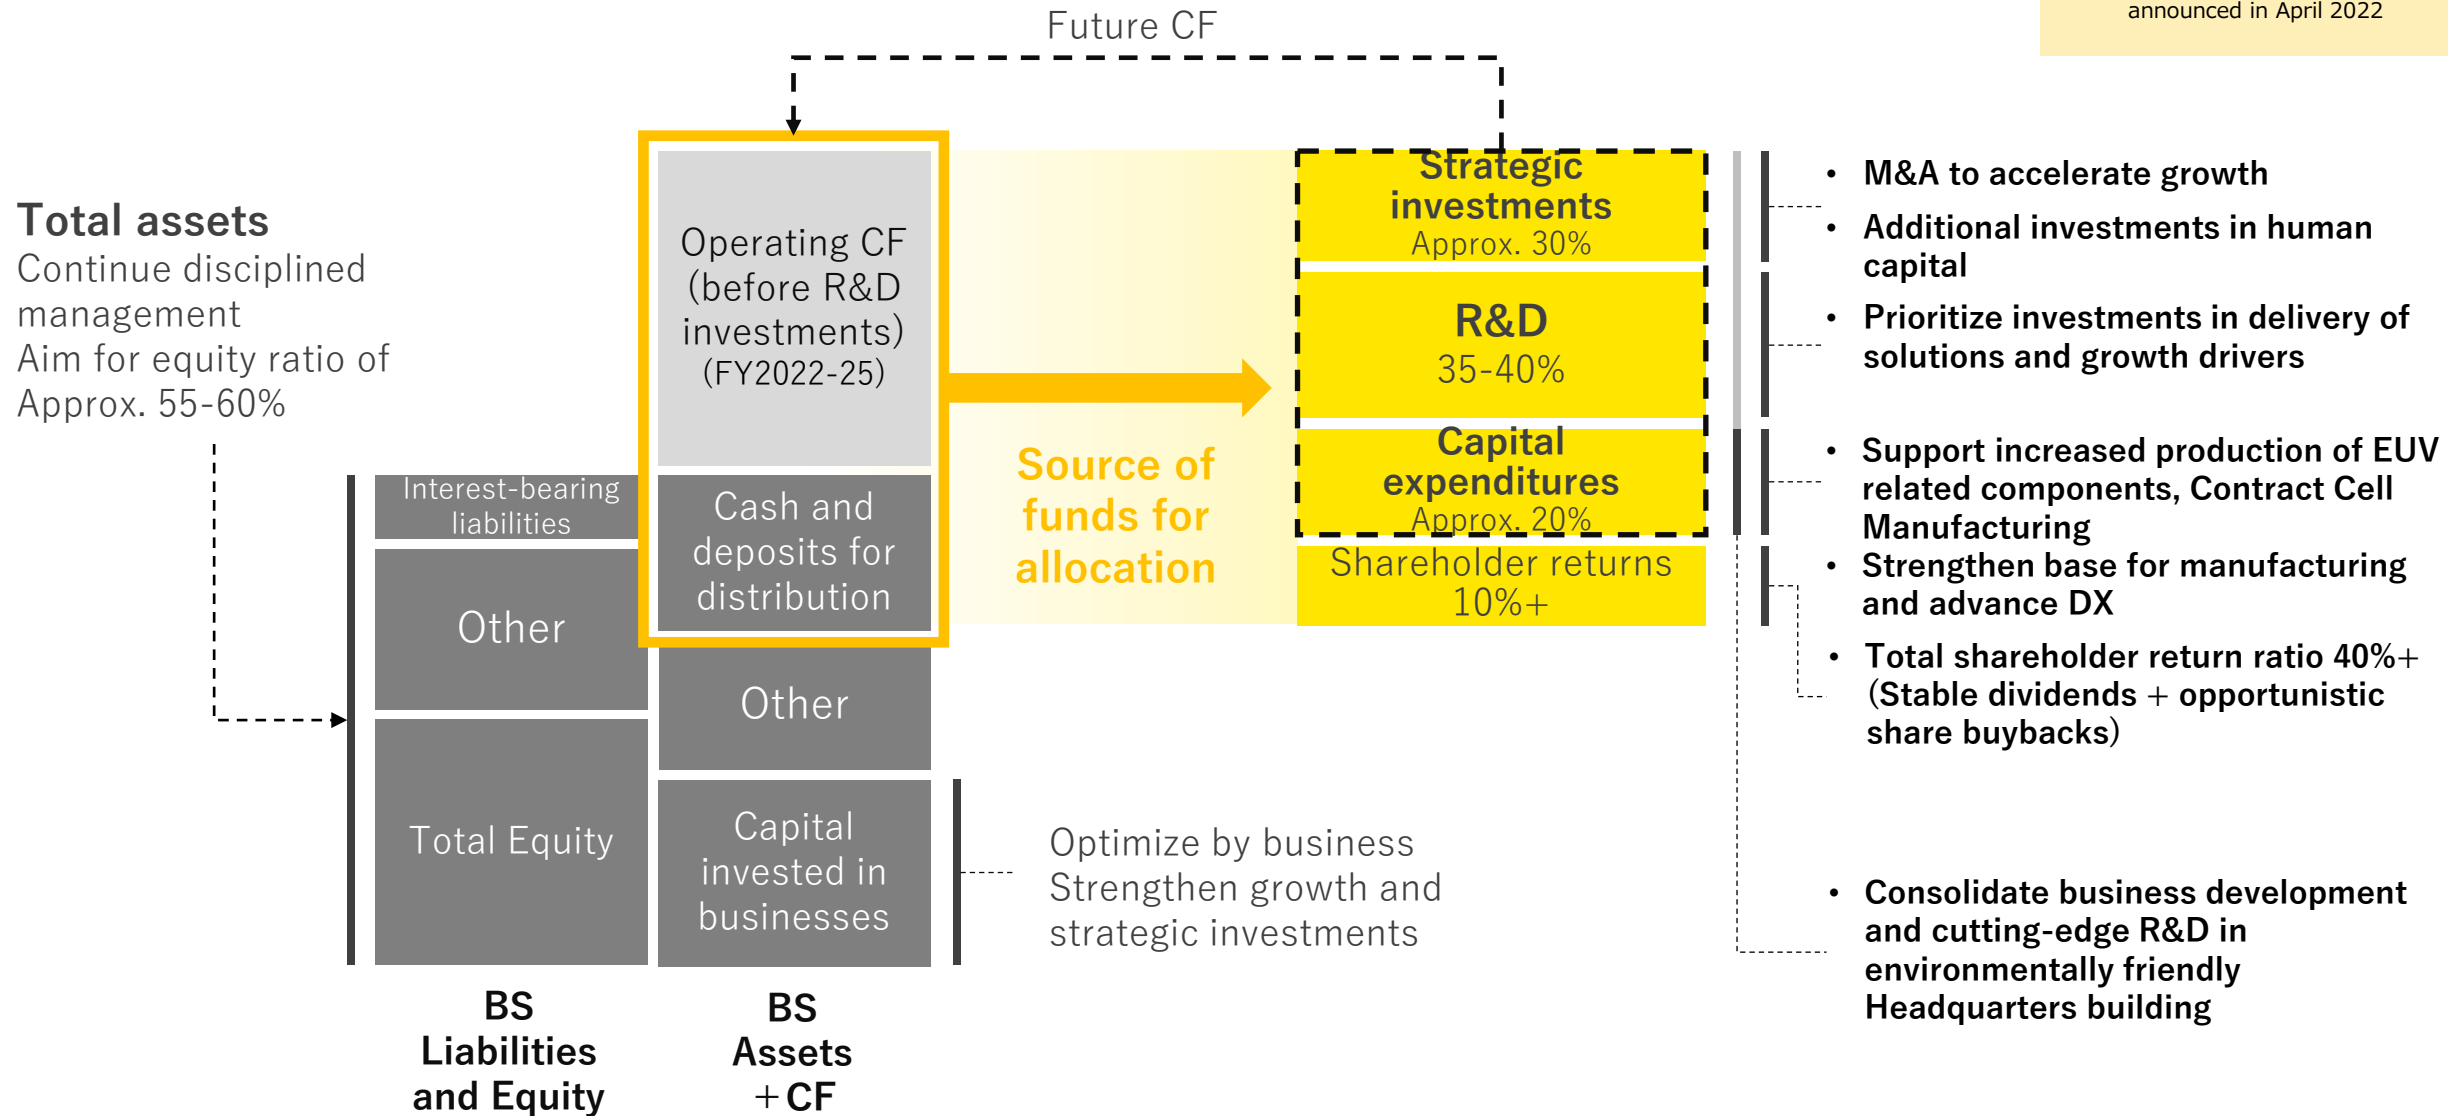 announced in April 2022
Future CF
Total assets
Continue disciplined
management
Aim for equity ratio of
Approx. 55-60%
Interest-bearing
liabilities
Other
Total Equity
BS
Liabilities
and Equity
Operating CF
(before R&D
investments)
(FY2022-25)
Cash and
deposits for
distribution
Other
Capital
invested in
businesses
BS
Assets
+CF
Source of
funds for
allocation
Optimize by business
Strengthen growth and
strategic investments
Strategic
investments
Approx. 30%
R&D
35-40%
Capital
expenditures
Approx. 20%
Shareholder returns
10%+
• M&A to accelerate growth
• Additional investments in human
capital
• Prioritize investments in delivery of
solutions and growth drivers
• Support increased production of EUV
related components, Contract Cell
Manufacturing
• Strengthen base for manufacturing
and advance DX
• Total shareholder return ratio 40%+
(Stable dividends + opportunistic
share buybacks)
• Consolidate business development
and cutting-edge R&D in
environmentally friendly
Headquarters building